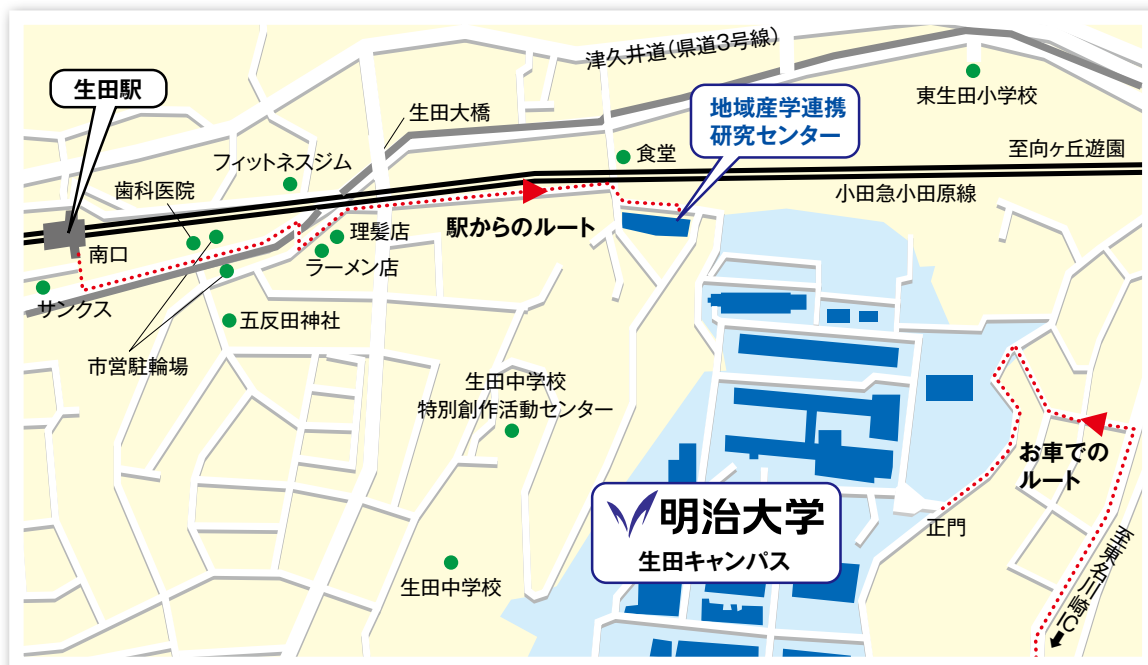 津久井道（県道3号線）
生田駅
東生田小学校
生田大橋
地域産学連携
研究センター
フィットネスジム
食堂
至向ヶ丘遊園
歯科医院
小田急小田原線
駅からのルート
理髪店
南口
ラーメン店
サンクス
五反田神社
市営駐輪場
生田中学校
特別創作活動センター
お車での
ルート
明治大学
生田キャンパス
正門
生田中学校
至東名川崎IC